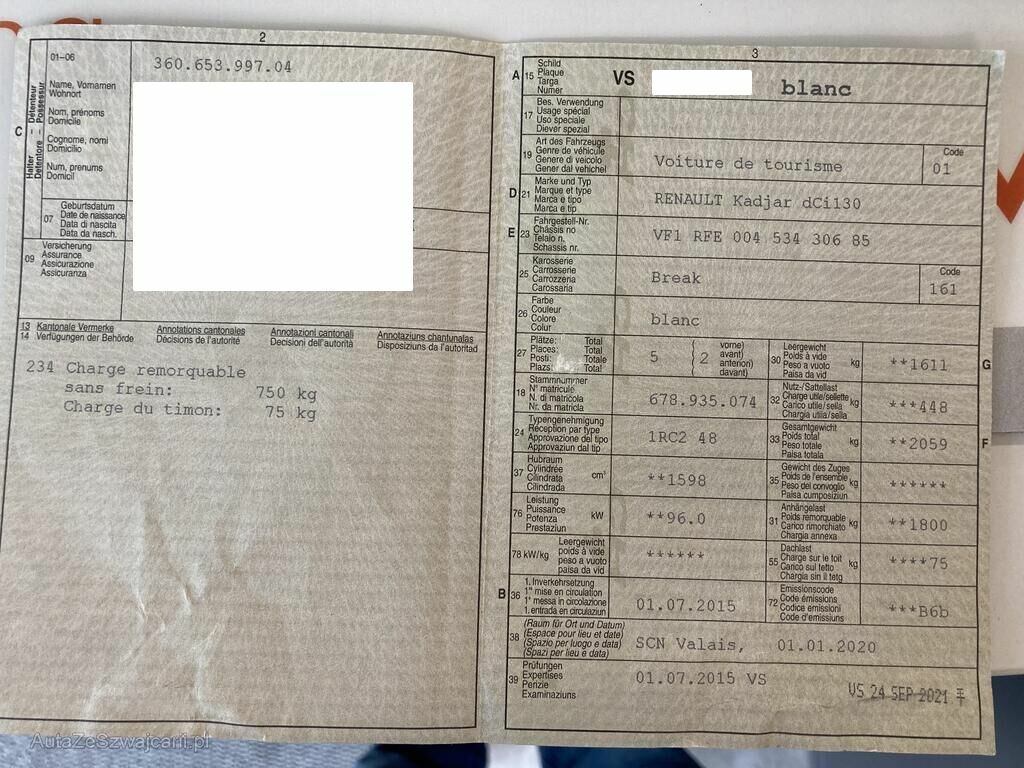 2
01-06
360.653.997.04
C
Halter – Détenteur
Detentore – Possessur
Name, Vornamen
Wohnort
Nom, prénoms
Domicile
Cognome, nomi
Domicilio
Num, prenums
Domicil
07
Geburtsdatum
Date de naissance
Data di nascita
Data da nasch.
09
Versicherung
Assurance
Assicurazione
Assicuranza
13 Kantonale Vermerke Annotations cantonales Annotazioni cantonali Annotaziuns chantunalas
14 Verfügungen der Behörde Décisions de l'autorité Decisioni dell'autorità Disposiziuns da l'autoritad
234 Charge remorquable
sans frein: 750 kg
Charge du timon: 75 kg
3
A 15
Schild
Plaque
Targa
Numer
VS blanc
17
Bes. Verwendung
Usage spécial
Uso speciale
Diever spezial
19
Art des Fahrzeugs
Genre de véhicule
Genere di veicolo
Gener dal vehichel
Voiture de tourisme
Code
01
D 21
Marke und Typ
Marque et type
Marca e tipo
Marca e tip
RENAULT Kadjar dCi130
E 23
Fahrgestell-Nr.
Châssis no
Telaio n.
Schassis nr.
VF1 RFE 004 534 306 85
25
Karosserie
Carrosserie
Carrozzeria
Carossaria
Break
Code
161
26
Farbe
Couleur
Colore
Colur
blanc
27
Plätze: Total
Places: Total
Posti: Totale
Plazs: Total
5 ( 2
vorne)
avant)
anteriori)
davant)
30
Leergewicht
Poids à vide
Peso a vuoto
Paisa da vid
kg
**1611
G
18
Stammnummer
N° matricule
N. di matricola
Nr. da matricla
678.935.074
32
Nutz-/Sattellast
Charge utile/sellette
Carico utile/sella
Chargia utila/sella
kg
***448
24
Typengenehmigung
Réception par type
Approvazione del tipo
Approvaziun dal tip
1RC2 48
33
Gesamtgewicht
Poids total
Peso totale
Paisa totala
kg
**2059
F
37
Hubraum
Cylindrée
Cilindrata
Cilindrada
cm³
**1598
35
Gewicht des Zuges
Poids de l'ensemble
Peso del convoglio
Paisa cumposiziun
kg
******
76
Leistung
Puissance
Potenza
Prestaziun
kW
**96.0
31
Anhängelast
Poids remorquable
Carico rimorchiato
Chargia annexa
kg
**1800
78 kW/kg
Leergewicht
poids à vide
peso a vuoto
paisa da vid
******
55
Dachlast
Charge sur le toit
Carico sul tetto
Chargia sin il tetg
kg
****75
B 36
1. Inverkehrsetzung
1re mise en circulation
1a messa in circolazione
1. entrada en circulaziun
01.07.2015
72
Emissionscode
Code émissions
Codice emissioni
Code d'emissiuns
***B6b
38
(Raum für Ort und Datum)
(Espace pour lieu et date)
(Spazio per luogo e data)
(Spazi per lieu e data)
SCN Valais, 01.01.2020
39
Prüfungen
Expertises
Perizie
Examinaziuns
01.07.2015 VS
VS 24 SEP 2021
AutaZeSzwajcarii.pl